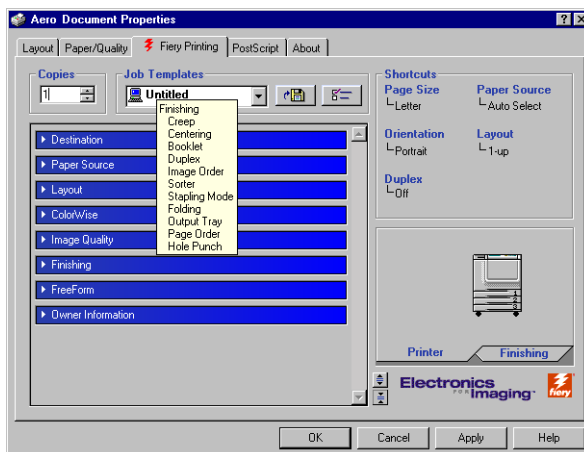 Aero Document Properties
Layout
Paper/Quality
Fiery Printing
PostScript
About
Copies
1
Job Templates
Untitled
Finishing
Creep
Centering
Booklet
Duplex
Image Order
Sorter
Stapling Mode
Folding
Output Tray
Page Order
Hole Punch
Destination
Paper Source
Layout
ColorWise
Image Quality
Finishing
FreeForm
Owner Information
Shortcuts
Page Size
Letter
Paper Source
Auto Select
Orientation
Portrait
Layout
1-up
Duplex
Off
1
2
3
Printer
Finishing
Electronics
FOR Imaging
fiery
OK
Cancel
Apply
Help